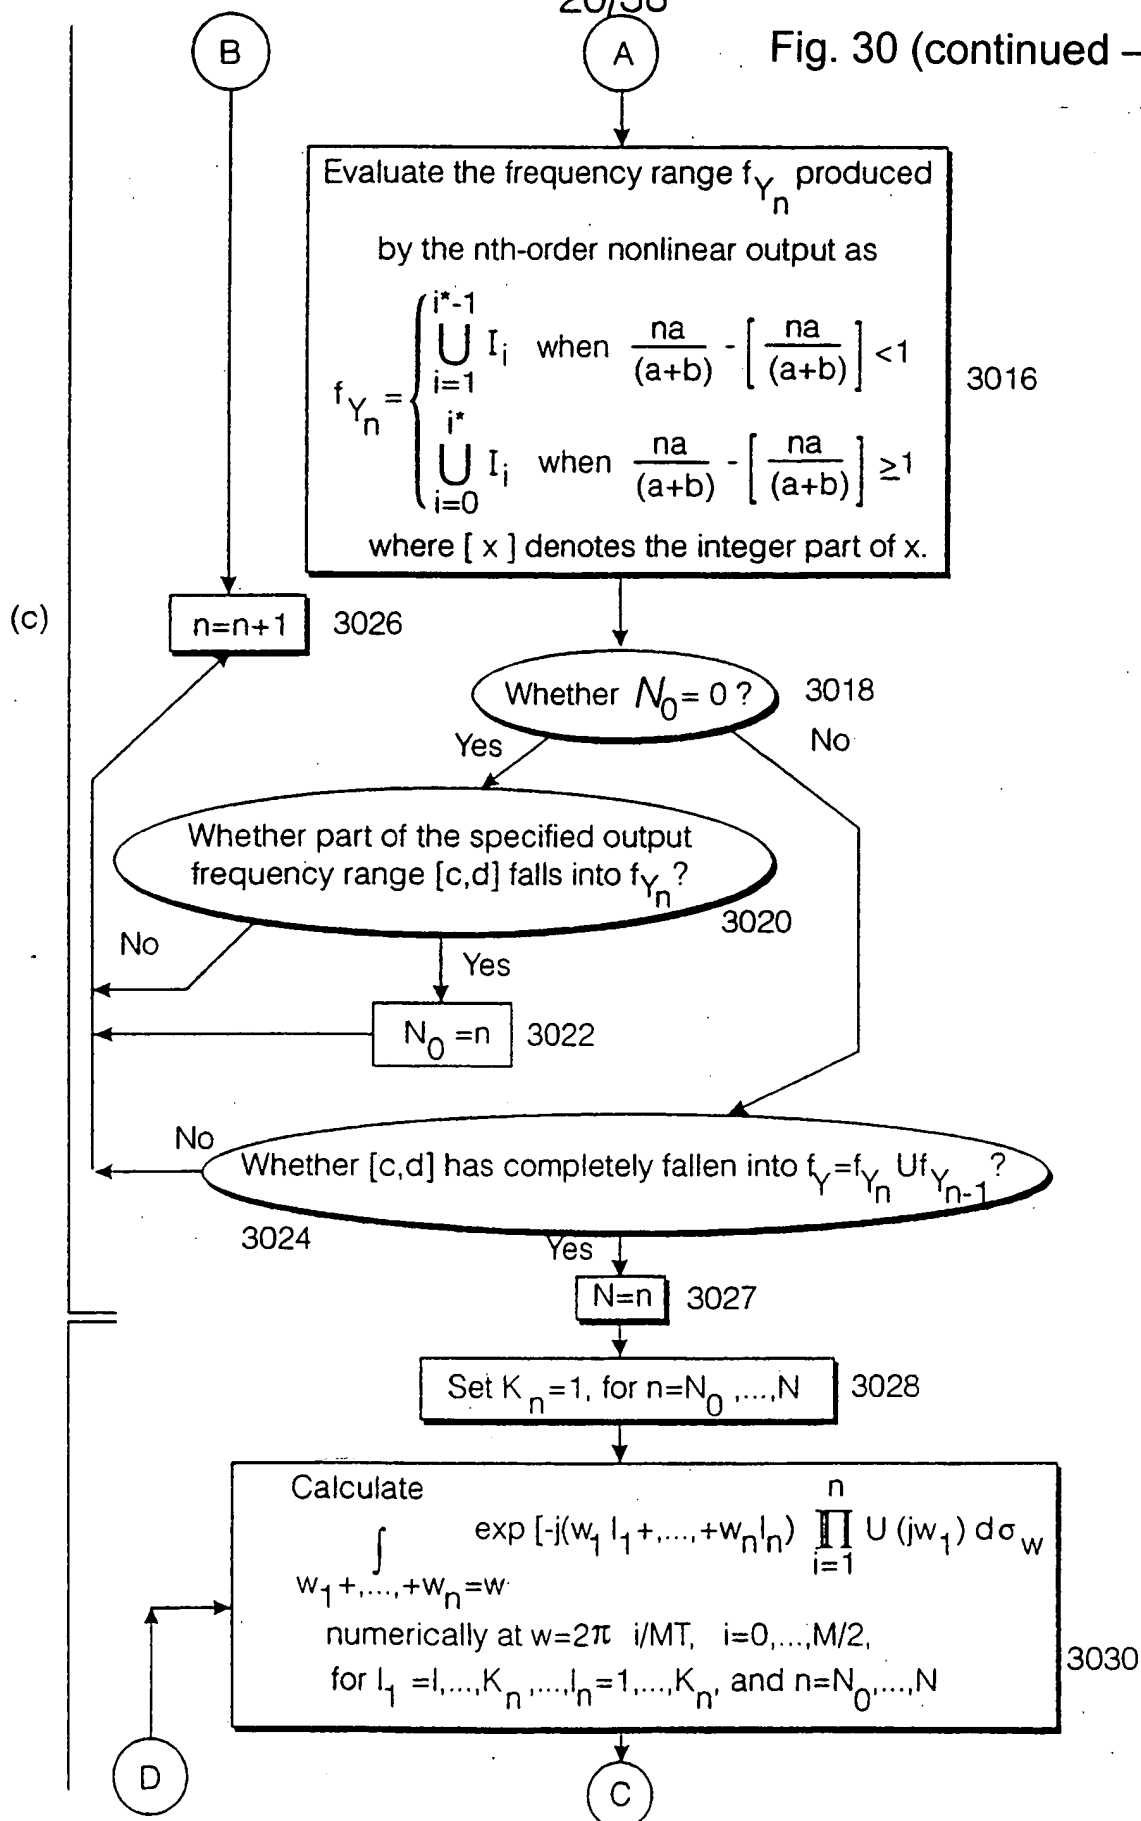 20/38
Fig. 30 (continued –
B
A
Evaluate the frequency range f_{Y_n} produced
by the nth-order nonlinear output as
f_{Y_n} = { ⋃_{i=1}^{i*-1} I_i when na/(a+b) - [ na/(a+b) ] <1
⋃_{i=0}^{i*} I_i when na/(a+b) - [ na/(a+b) ] ≥1
where [ x ] denotes the integer part of x.
3016
(c)
n=n+1 3026
Whether N_0 = 0 ? 3018
Yes
No
Whether part of the specified output
frequency range [c,d] falls into f_{Y_n}?
3020
No
Yes
N_0 =n 3022
No
Whether [c,d] has completely fallen into f_Y=f_{Y_n} U f_{Y_{n-1}} ?
3024
Yes
N=n 3027
Set K_n=1, for n=N_0 ,...,N 3028
Calculate
∫_{w_1+,...,+w_n=w} exp [-j(w_1 l_1+,...,+w_n l_n) ∏_{i=1}^{n} U (jw_1) dσ_w
numerically at w=2π i/MT, i=0,...,M/2,
for l_1 =l,...,K_n,...,l_n=1,...,K_n, and n=N_0,...,N
3030
D
C